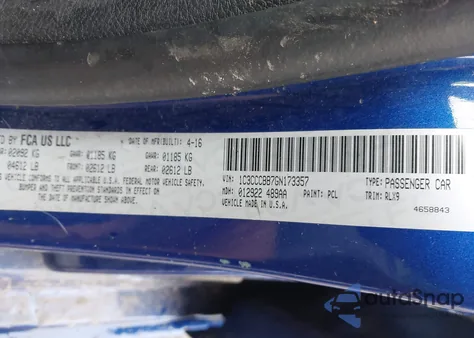 FCA US LLC
DATE OF MFR(BUILT): 4-16
02092 KG GAWR: 01185 KG GAWR: 01185 KG
04612 LB FRONT: 02612 LB REAR: 02612 LB
VEHICLE CONFORMS TO ALL APPLICABLE U.S.A. FEDERAL MOTOR VEHICLE SAFETY,
BUMPER AND THEFT PREVENTION STANDARDS IN EFFECT
ON THE DATE OF MANUFACTURE SHOWN ABOVE.
VIN: 1C3CCCBB7GN173357 TYPE: PASSENGER CAR
MDH: 012922 489AA PAINT: PCL TRIM: RLX9
VEHICLE MADE IN U.S.A. 4658843
autoSnap